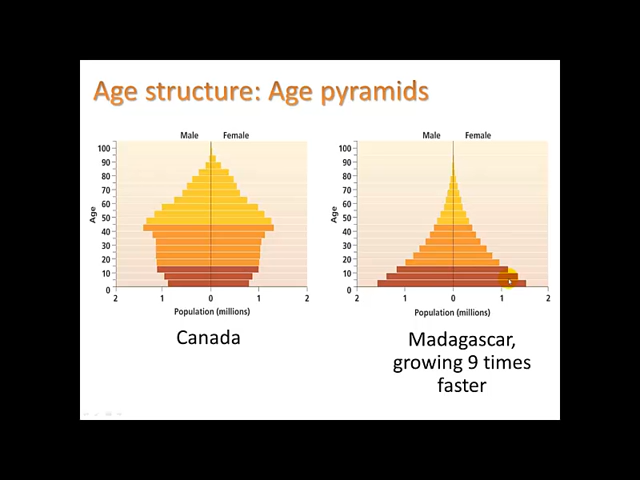 Age structure: Age pyramids
Male Female
100
90
80
70
60
50
40
30
20
10
0
Age
2 1 0 1 2
Population (millions)
Canada
Male Female
100
90
80
70
60
50
40
30
20
10
0
Age
2 1 0 1 2
Population (millions)
Madagascar,
growing 9 times
faster